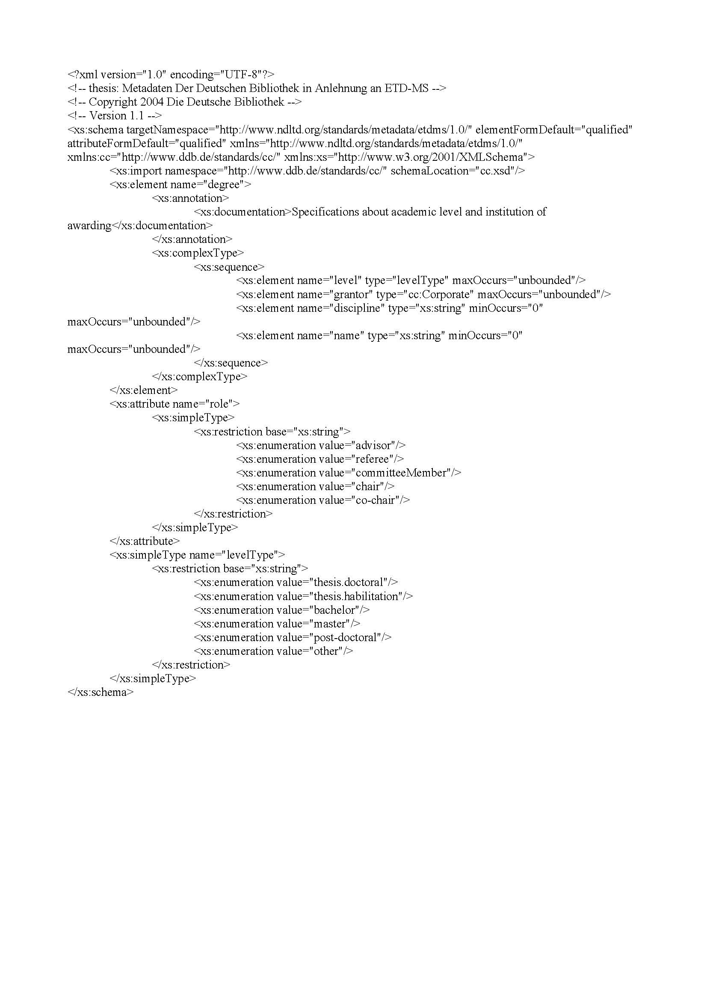 <?xml version="1.0" encoding="UTF-8"?>
<!-- thesis: Metadaten Der Deutschen Bibliothek in Anlehnung an ETD-MS -->
<!-- Copyright 2004 Die Deutsche Bibliothek -->
<!-- Version 1.1 -->
<xs:schema targetNamespace="http://www.ndltd.org/standards/metadata/etdms/1.0/" elementFormDefault="qualified"
attributeFormDefault="qualified" xmlns="http://www.ndltd.org/standards/metadata/etdms/1.0/"
xmlns:cc="http://www.ddb.de/standards/cc/" xmlns:xs="http://www.w3.org/2001/XMLSchema">
<xs:import namespace="http://www.ddb.de/standards/cc/" schemaLocation="cc.xsd"/>
<xs:element name="degree">
<xs:annotation>
<xs:documentation>Specifications about academic level and institution of
awarding</xs:documentation>
</xs:annotation>
<xs:complexType>
<xs:sequence>
<xs:element name="level" type="levelType" maxOccurs="unbounded"/>
<xs:element name="grantor" type="cc:Corporate" maxOccurs="unbounded"/>
<xs:element name="discipline" type="xs:string" minOccurs="0"
maxOccurs="unbounded"/>
<xs:element name="name" type="xs:string" minOccurs="0"
maxOccurs="unbounded"/>
</xs:sequence>
</xs:complexType>
</xs:element>
<xs:attribute name="role">
<xs:simpleType>
<xs:restriction base="xs:string">
<xs:enumeration value="advisor"/>
<xs:enumeration value="referee"/>
<xs:enumeration value="committeeMember"/>
<xs:enumeration value="chair"/>
<xs:enumeration value="co-chair"/>
</xs:restriction>
</xs:simpleType>
</xs:attribute>
<xs:simpleType name="levelType">
<xs:restriction base="xs:string">
<xs:enumeration value="thesis.doctoral"/>
<xs:enumeration value="thesis.habilitation"/>
<xs:enumeration value="bachelor"/>
<xs:enumeration value="master"/>
<xs:enumeration value="post-doctoral"/>
<xs:enumeration value="other"/>
</xs:restriction>
</xs:simpleType>
</xs:schema>